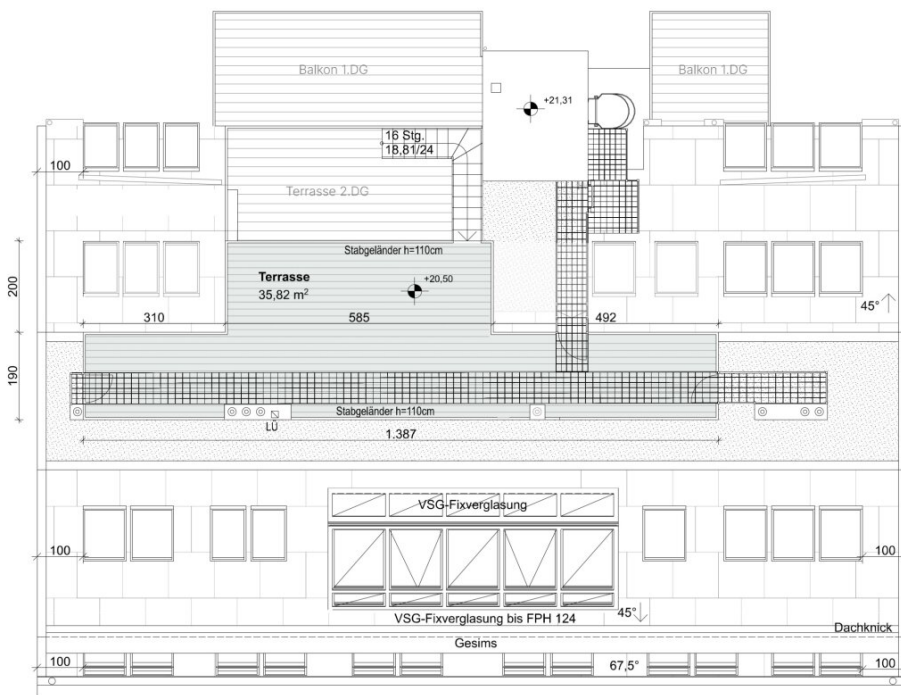 Balkon 1.DG
Balkon 1.DG
+21,31
16 Stg.
18,81/24
100
Terrasse 2.DG
Stabgeländer h=110cm
Terrasse
35,82 m²
+20,50
200
45°
310
585
492
190
Stabgeländer h=110cm
LÜ
1.387
VSG-Fixverglasung
100
100
VSG-Fixverglasung bis FPH 124
45°
Dachknick
Gesims
100
67,5°
100